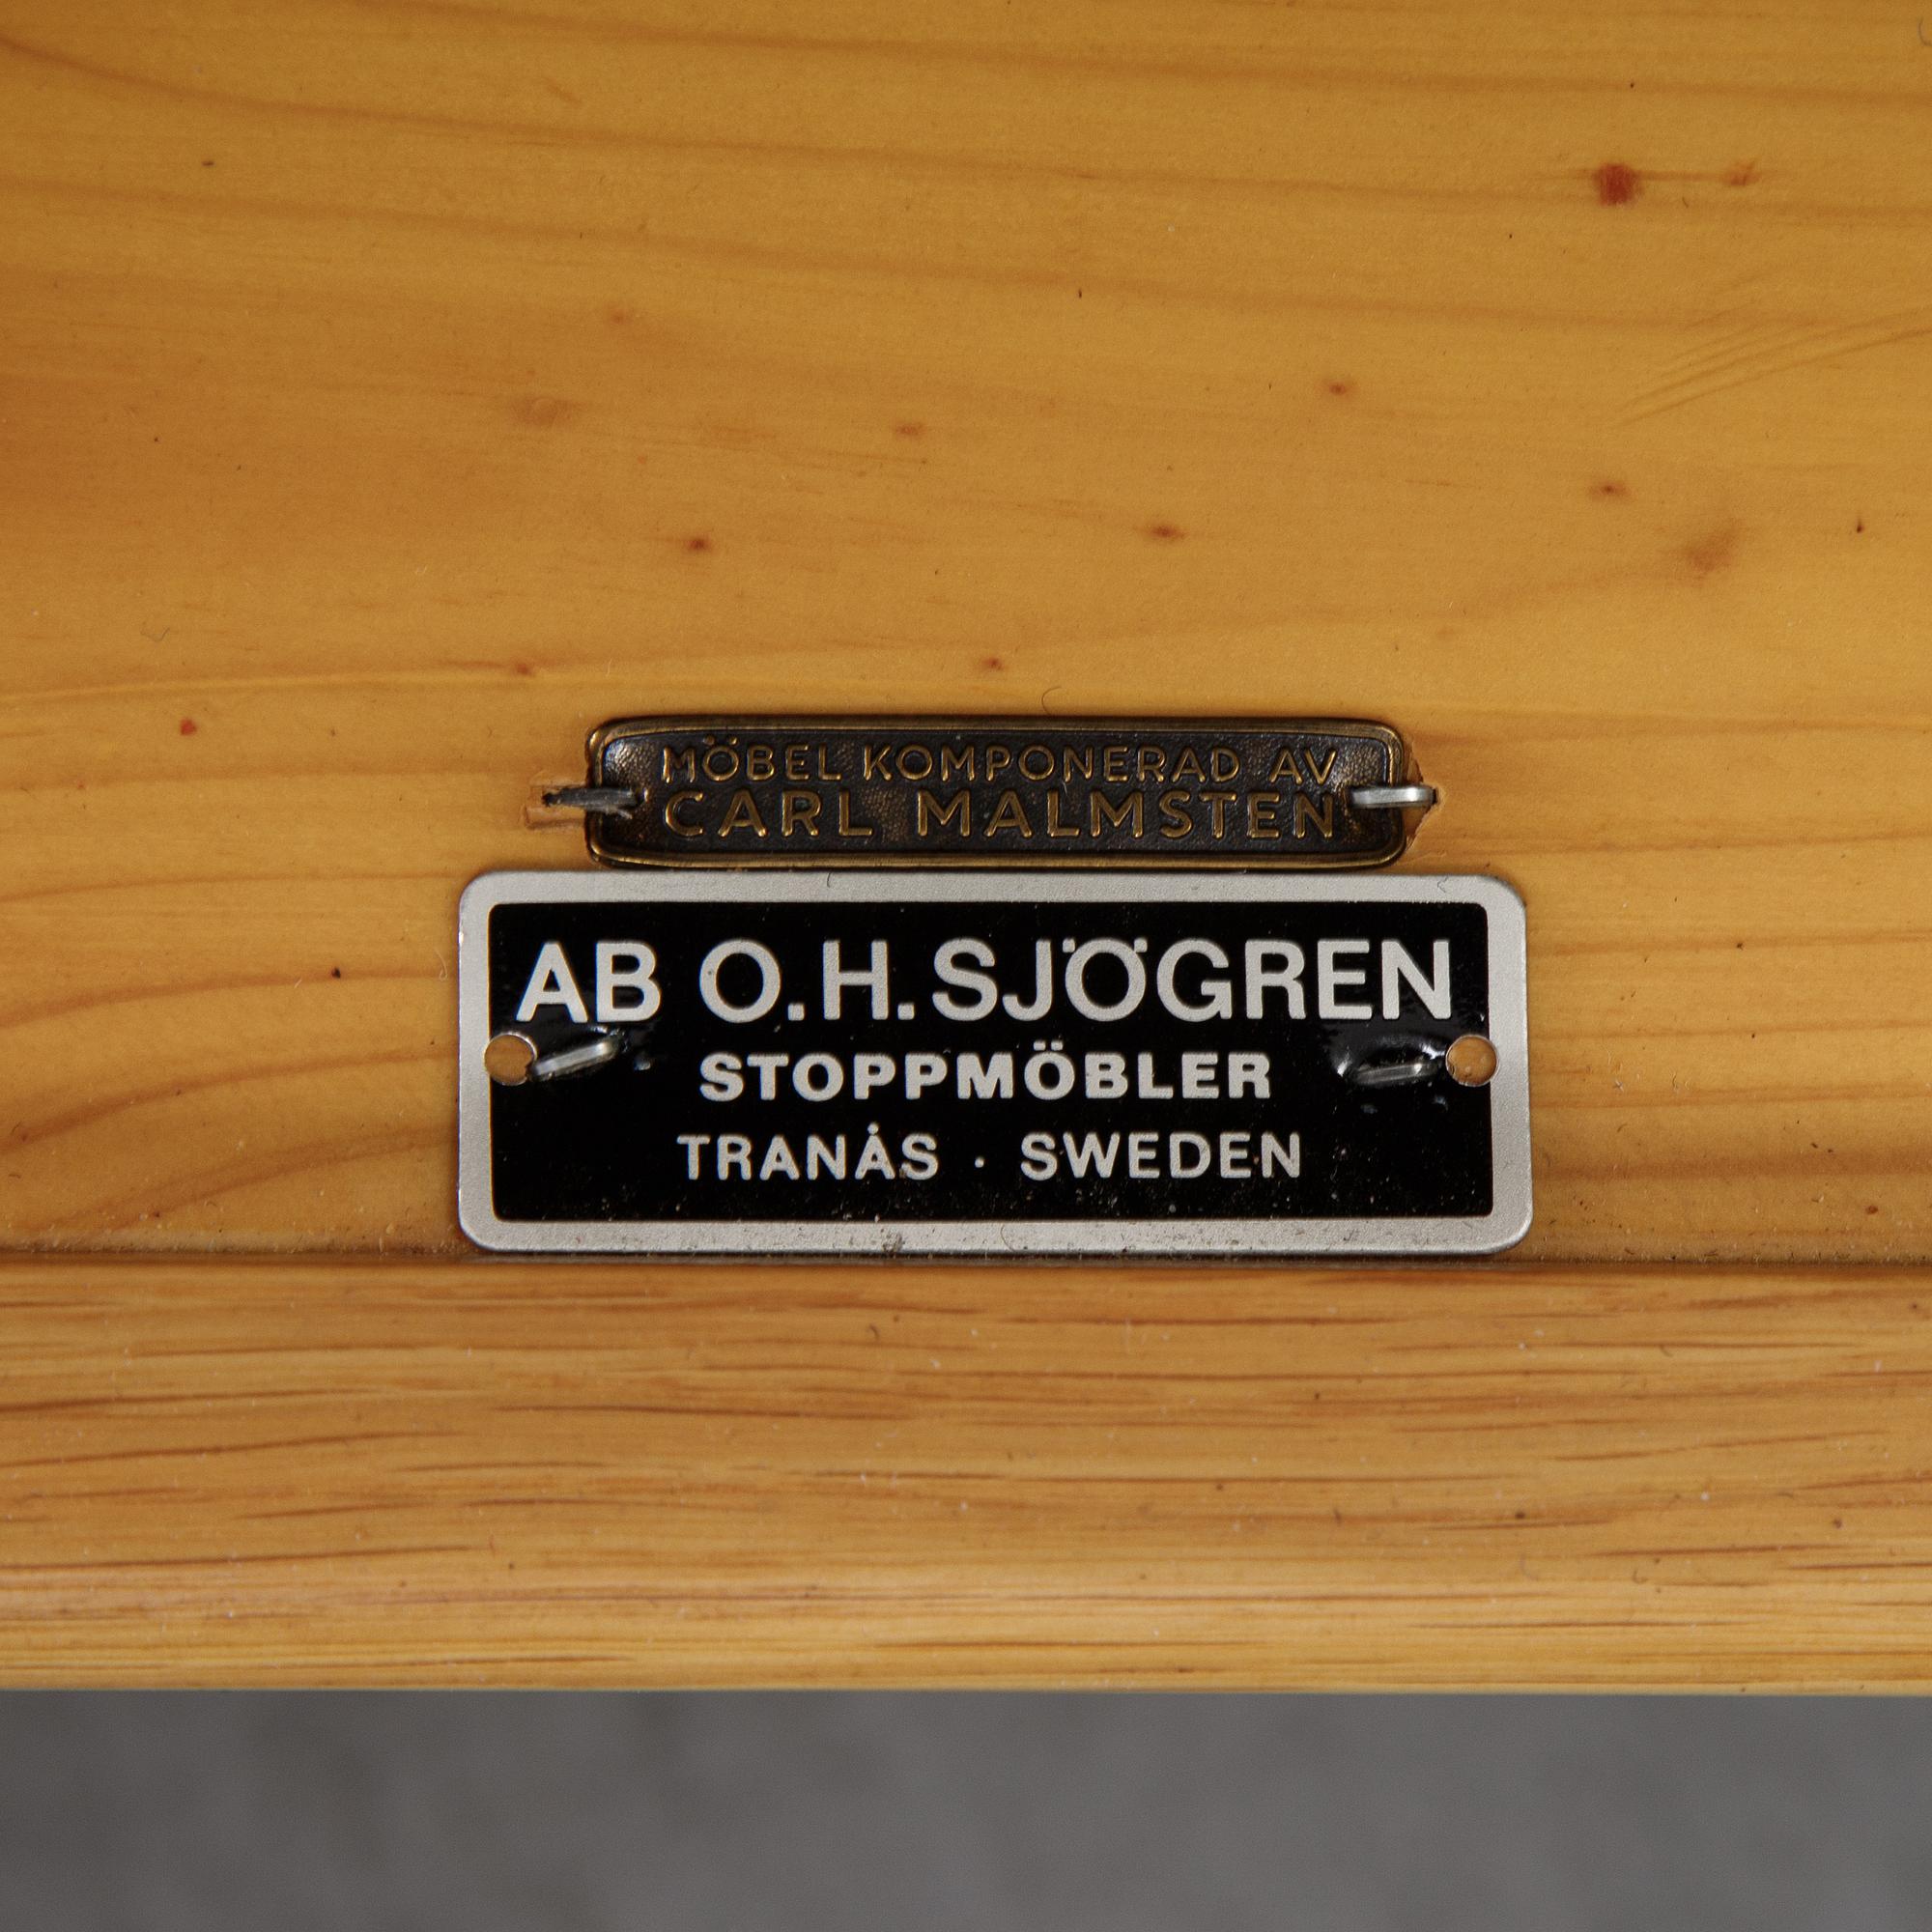 MÖBEL KOMPONERAD AV
CARL MALMSTEN
AB O.H. SJÖGREN
STOPPMÖBLER
TRANÅS · SWEDEN